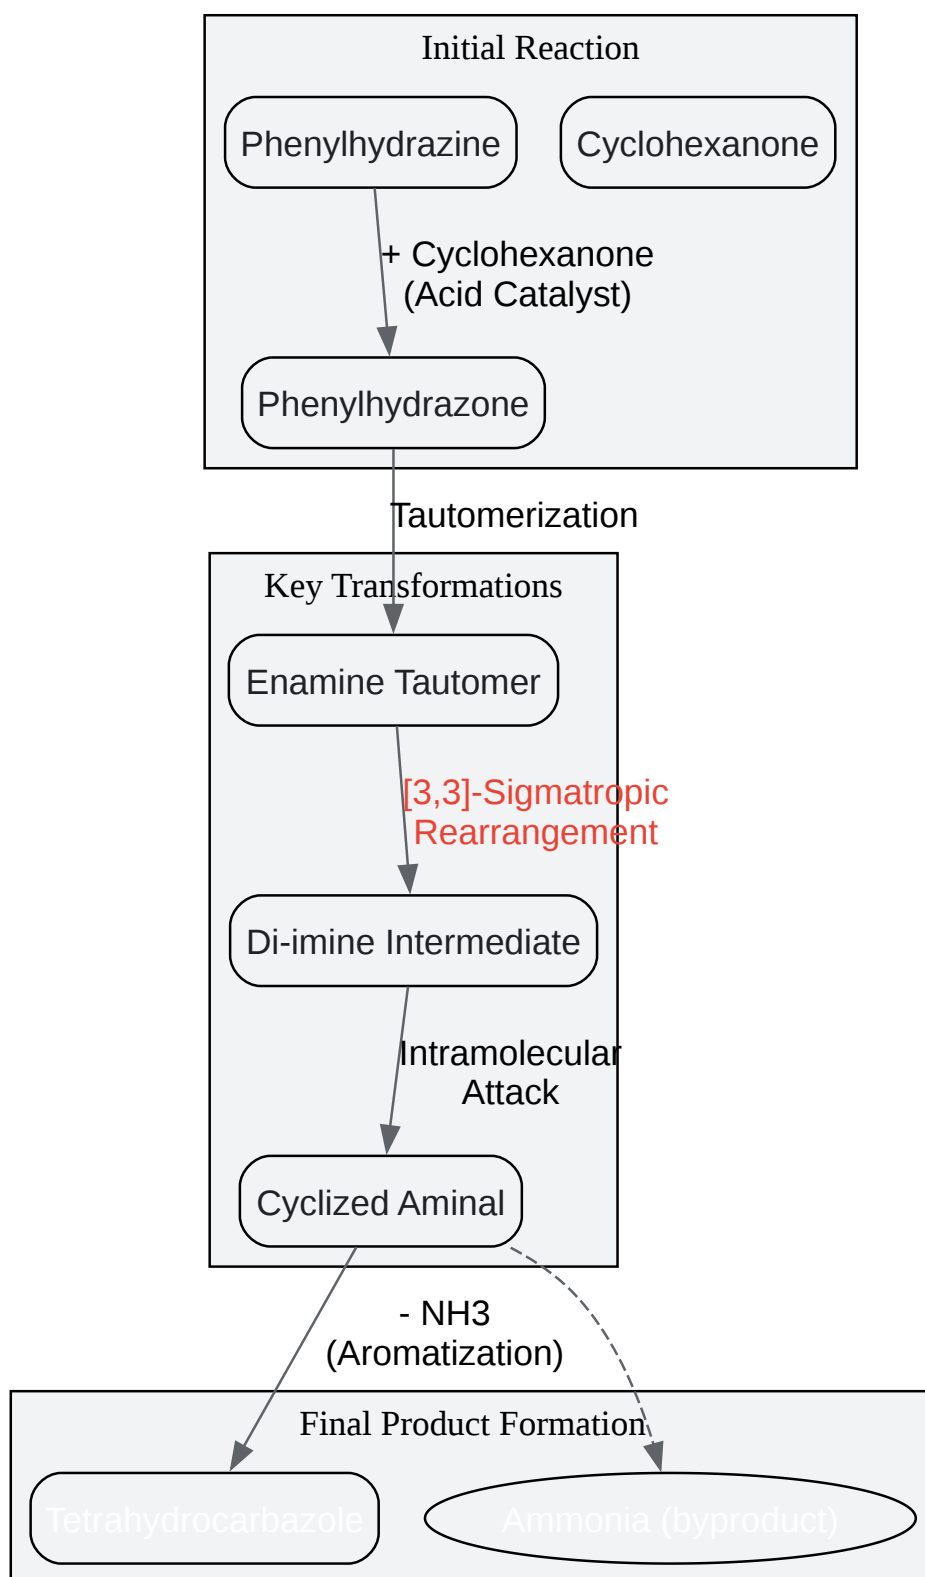 Initial Reaction
Phenylhydrazine
Cyclohexanone
+ Cyclohexanone
(Acid Catalyst)
Phenylhydrazone
Tautomerization
Key Transformations
Enamine Tautomer
[3,3]-Sigmatropic
Rearrangement
Di-imine Intermediate
Intramolecular
Attack
Cyclized Aminal
- NH3
(Aromatization)
Final Product Formation
Tetrahydrocarbazole
Ammonia (byproduct)